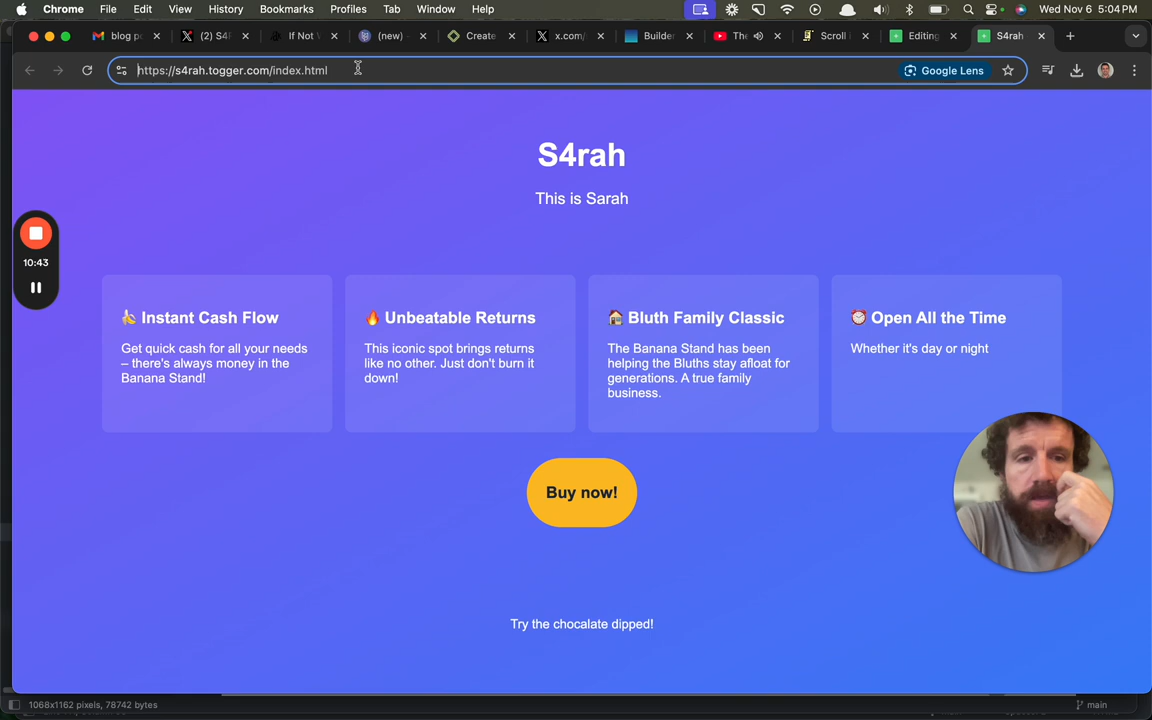 Chrome File Edit View History Bookmarks Profiles Tab Window Help Wed Nov 6 5:04 PM
blog p (2) S4F If Not (new) Create x.com/ Builder The Scroll Editing S4rah
https://s4rah.togger.com/index.html Google Lens
S4rah
This is Sarah
10:43
🍌 Instant Cash Flow
Get quick cash for all your needs
– there's always money in the
Banana Stand!
🔥 Unbeatable Returns
This iconic spot brings returns
like no other. Just don't burn it
down!
🏠 Bluth Family Classic
The Banana Stand has been
helping the Bluths stay afloat for
generations. A true family
business.
⏰ Open All the Time
Whether it's day or night
Buy now!
Try the chocalate dipped!
1068x1162 pixels, 78742 bytes main